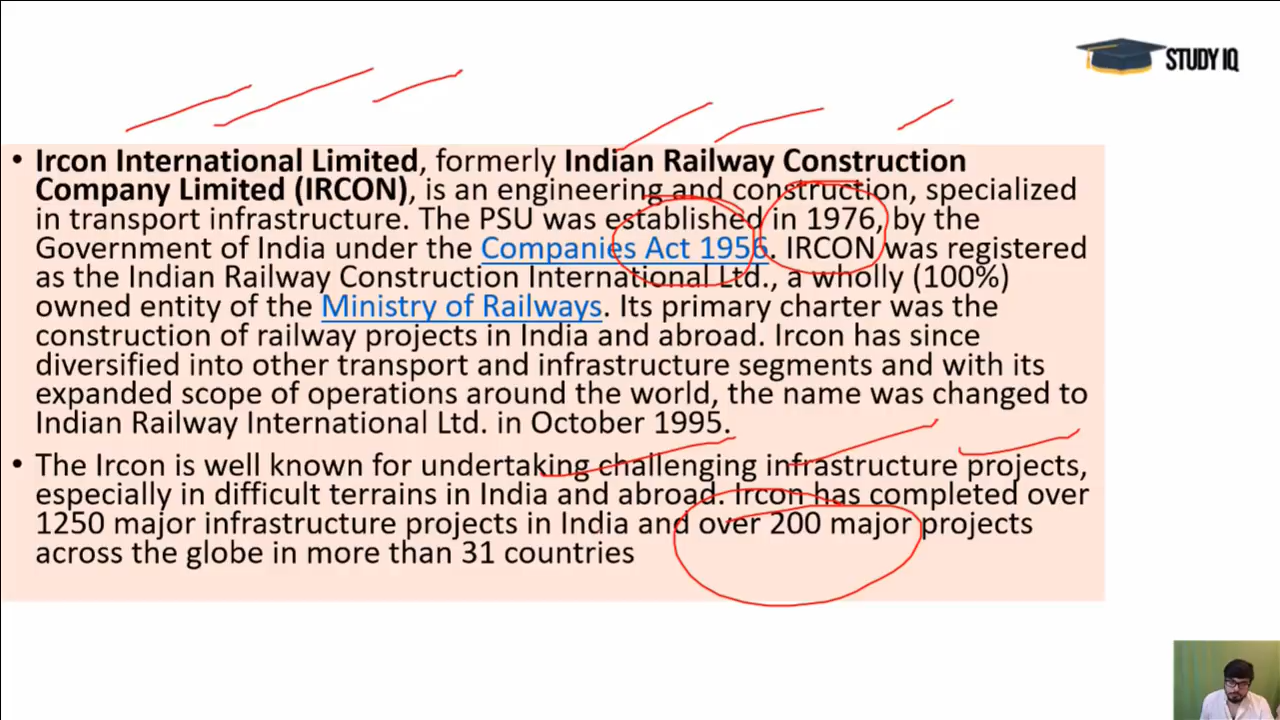 STUDY IQ
• Ircon International Limited, formerly Indian Railway Construction
Company Limited (IRCON), is an engineering and construction, specialized
in transport infrastructure. The PSU was established in 1976, by the
Government of India under the Companies Act 1956. IRCON was registered
as the Indian Railway Construction International Ltd., a wholly (100%)
owned entity of the Ministry of Railways. Its primary charter was the
construction of railway projects in India and abroad. Ircon has since
diversified into other transport and infrastructure segments and with its
expanded scope of operations around the world, the name was changed to
Indian Railway International Ltd. in October 1995.
• The Ircon is well known for undertaking challenging infrastructure projects,
especially in difficult terrains in India and abroad. Ircon has completed over
1250 major infrastructure projects in India and over 200 major projects
across the globe in more than 31 countries